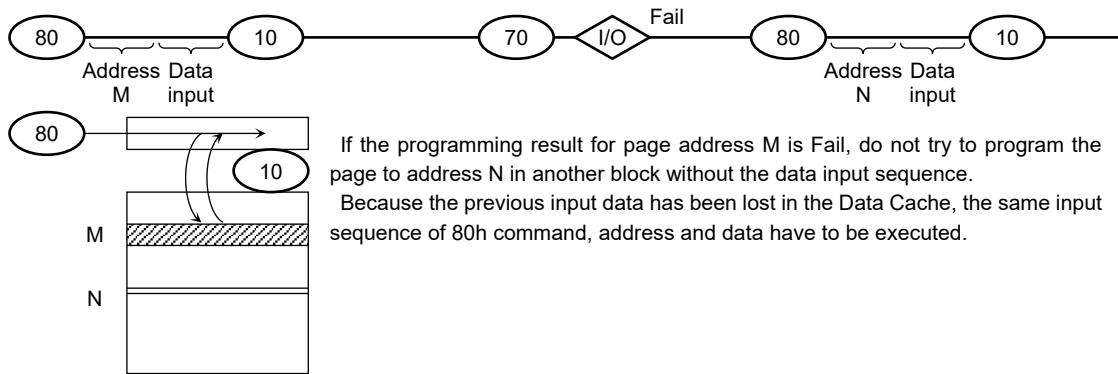 Fail
80 10 70 I/O 80 10
Address Data Address Data
M input N input
80
If the programming result for page address M is Fail, do not try to program the
10
page to address N in another block without the data input sequence.
Because the previous input data has been lost in the Data Cache, the same input
M
sequence of 80h command, address and data have to be executed.
N